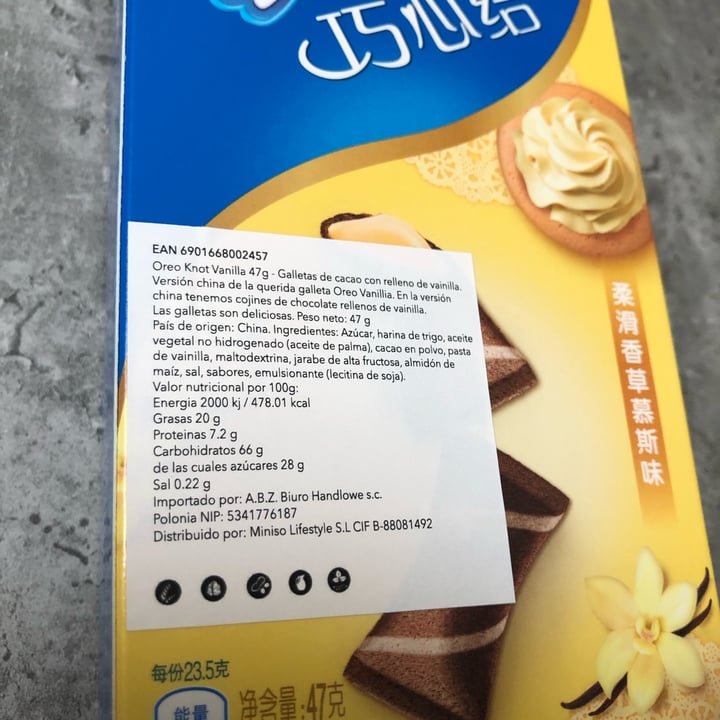 巧心结
EAN 6901668002457
Oreo Knot Vanilla 47g - Galletas de cacao con relleno de vainilla.
Versión china de la querida galleta Oreo Vanillia. En la versión
china tenemos cojines de chocolate rellenos de vainilla.
Las galletas son deliciosas. Peso neto: 47 g
País de origen: China. Ingredientes: Azúcar, harina de trigo, aceite
vegetal no hidrogenado (aceite de palma), cacao en polvo, pasta
de vainilla, maltodextrina, jarabe de alta fructosa, almidón de
maíz, sal, sabores, emulsionante (lecitina de soja).
Valor nutricional por 100g:
Energia 2000 kj / 478.01 kcal
Grasas 20 g
Proteinas 7.2 g
Carbohidratos 66 g
de las cuales azúcares 28 g
Sal 0.22 g
Importado por: A.B.Z. Biuro Handlowe s.c.
Polonia NIP: 5341776187
Distribuido por: Miniso Lifestyle S.L CIF B-88081492
柔滑香草慕斯味
每份23.5克
能量
净含量:47克